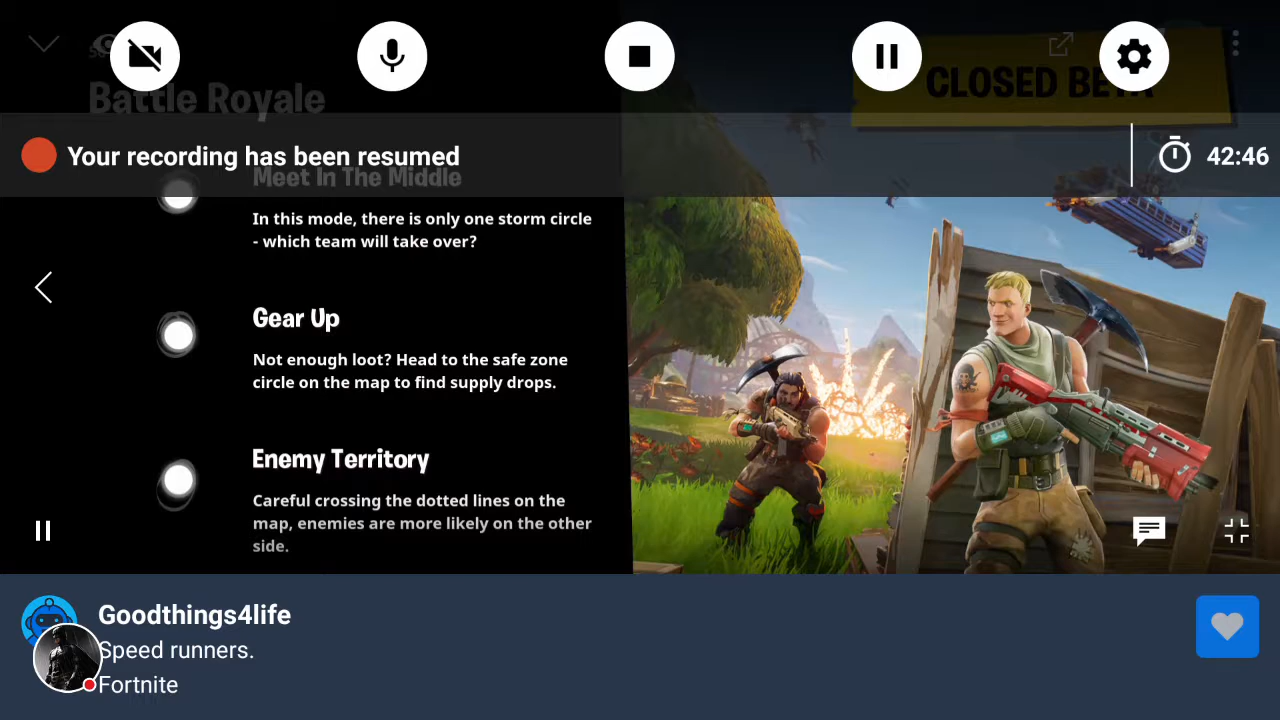 Battle Royale
CLOSED BETA
Your recording has been resumed
42:46
Meet In The Middle
In this mode, there is only one storm circle
- which team will take over?
Gear Up
Not enough loot? Head to the safe zone
circle on the map to find supply drops.
Enemy Territory
Careful crossing the dotted lines on the
map, enemies are more likely on the other
side.
Goodthings4life
Speed runners.
Fortnite